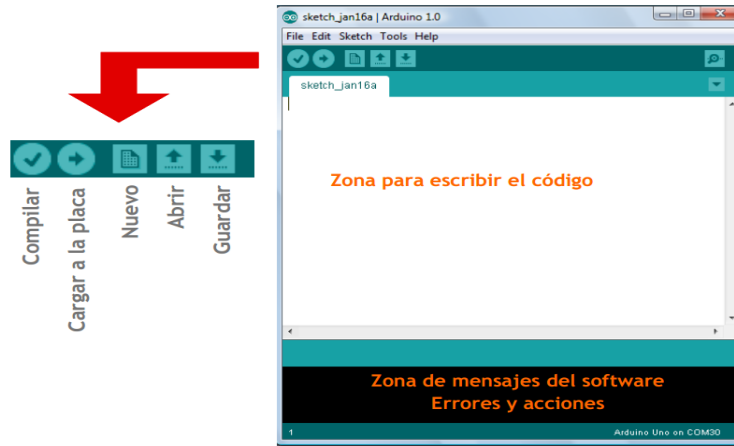 sketch_jan16a | Arduino 1.0
File Edit Sketch Tools Help
sketch_jan16a
Zona para escribir el código
Compilar
Cargar a la placa
Nuevo
Abrir
Guardar
Zona de mensajes del software
Errores y acciones
1
Arduino Uno on COM30